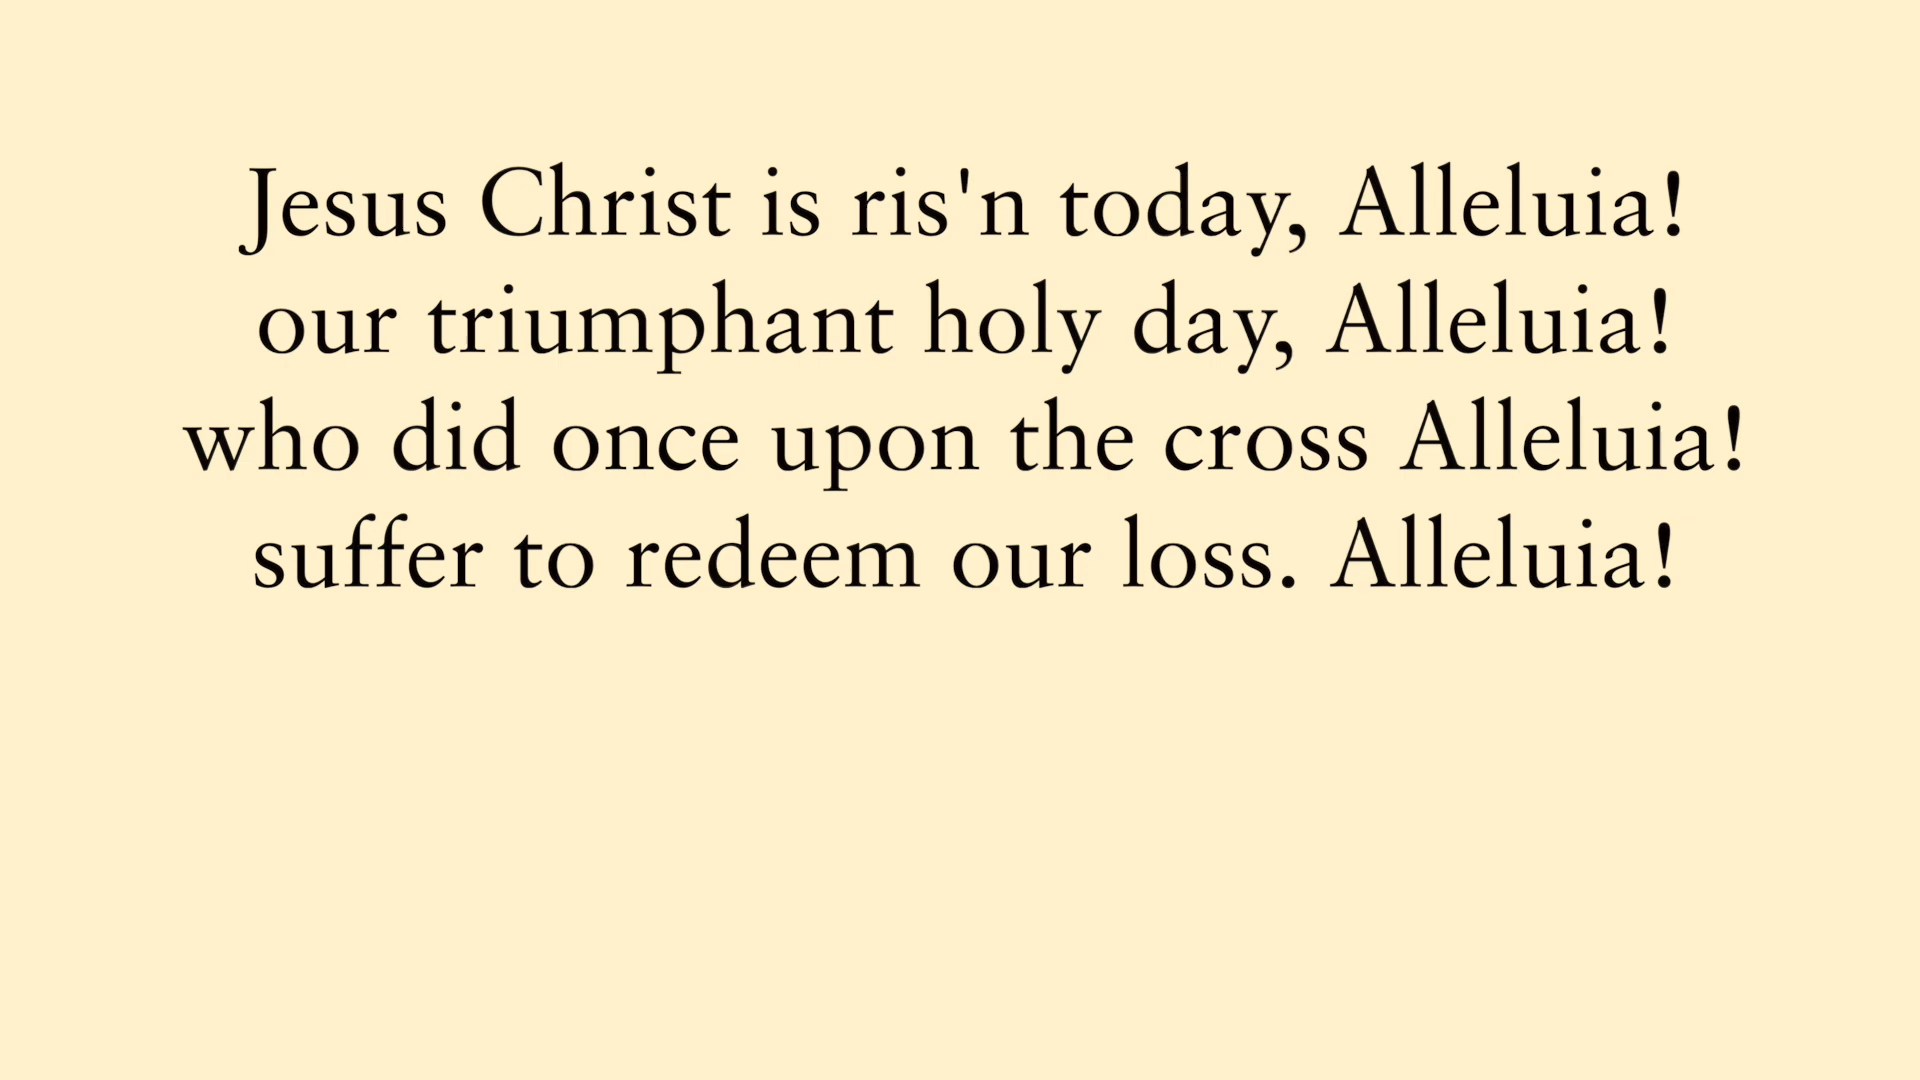 Jesus Christ is ris'n today, Alleluia!
our triumphant holy day, Alleluia!
who did once upon the cross Alleluia!
suffer to redeem our loss. Alleluia!